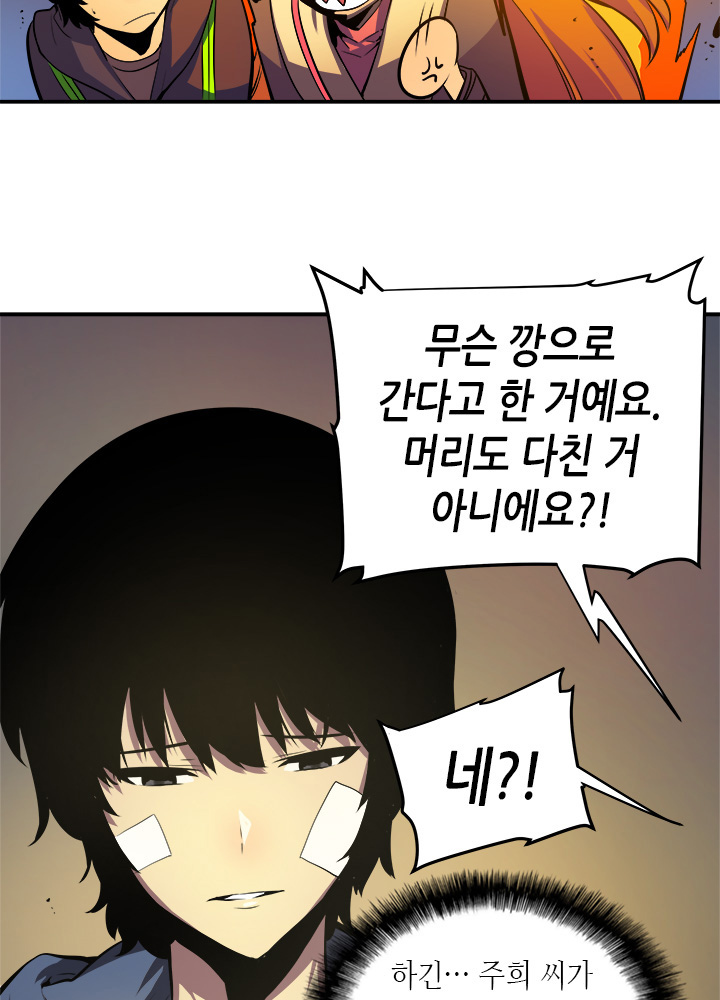 무슨 깡으로
간다고 한 거예요.
머리도 다친 거
아니에요?!
네?!
하긴… 주희 씨가